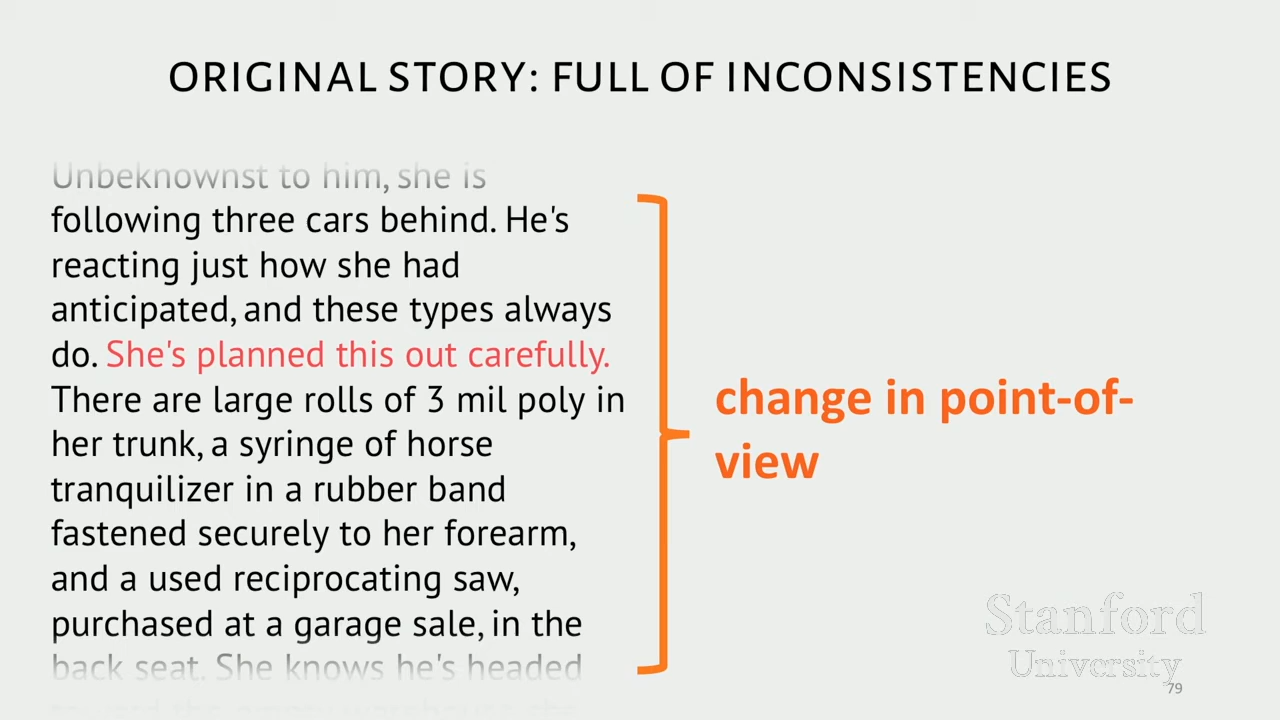 ORIGINAL STORY: FULL OF INCONSISTENCIES
Unbeknownst to him, she is
following three cars behind. He's
reacting just how she had
anticipated, and these types always
do. She's planned this out carefully.
There are large rolls of 3 mil poly in
her trunk, a syringe of horse
tranquilizer in a rubber band
fastened securely to her forearm,
and a used reciprocating saw,
purchased at a garage sale, in the
back seat. She knows he's headed
change in point-of-
view
Stanford
University
79